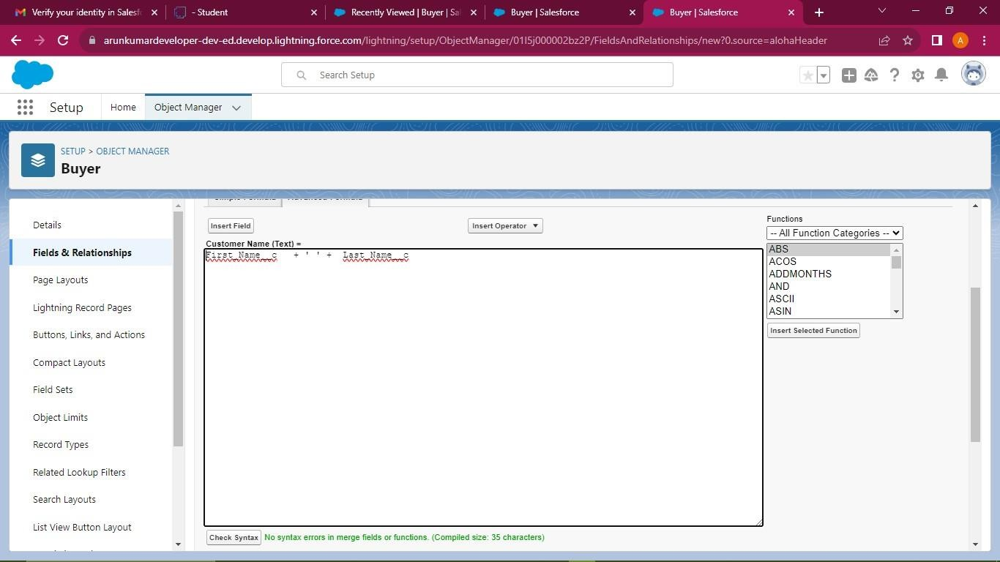 Verify your identity in Salesf
- Student
Recently Viewed | Buyer | Sal
Buyer | Salesforce
Buyer | Salesforce
arunkumardeveloper-dev-ed.develop.lightning.force.com/lightning/setup/ObjectManager/01I5j000002bz2P/FieldsAndRelationships/new?0.source=alohaHeader
A
Search Setup
Setup
Home
Object Manager
SETUP > OBJECT MANAGER
Buyer
Details
Fields & Relationships
Page Layouts
Lightning Record Pages
Buttons, Links, and Actions
Compact Layouts
Field Sets
Object Limits
Record Types
Related Lookup Filters
Search Layouts
List View Button Layout
Simple Formula
Advanced Formula
Insert Field
Insert Operator
Customer Name (Text) =
First_Name__c + ' ' + Last_Name__c
Functions
-- All Function Categories --
ABS
ACOS
ADDMONTHS
AND
ASCII
ASIN
Insert Selected Function
Check Syntax
No syntax errors in merge fields or functions. (Compiled size: 35 characters)